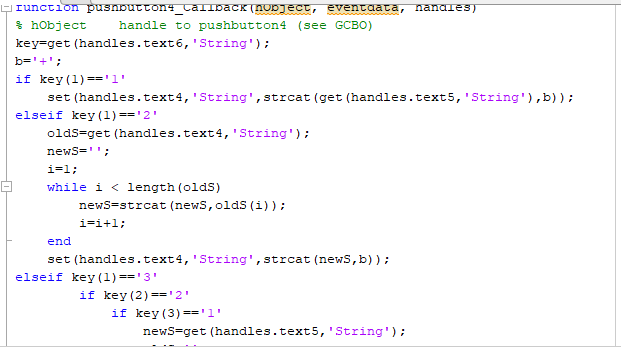 function pushbutton4_Callback(hObject, eventdata, handles)
% hObject    handle to pushbutton4 (see GCBO)
key=get(handles.text6,'String');
b='+';
if key(1)=='1'
    set(handles.text4,'String',strcat(get(handles.text5,'String'),b));
elseif key(1)=='2'
    oldS=get(handles.text4,'String');
    newS='';
    i=1;
    while i < length(oldS)
        newS=strcat(newS,oldS(i));
        i=i+1;
    end
    set(handles.text4,'String',strcat(newS,b));
elseif key(1)=='3'
        if key(2)=='2'
            if key(3)=='1'
                newS=get(handles.text5,'String');